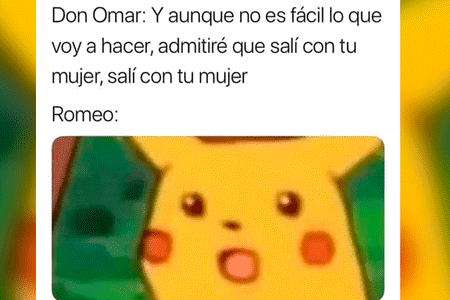 Don Omar: Y aunque no es fácil lo que
voy a hacer, admitiré que salí con tu
mujer, salí con tu mujer
Romeo: